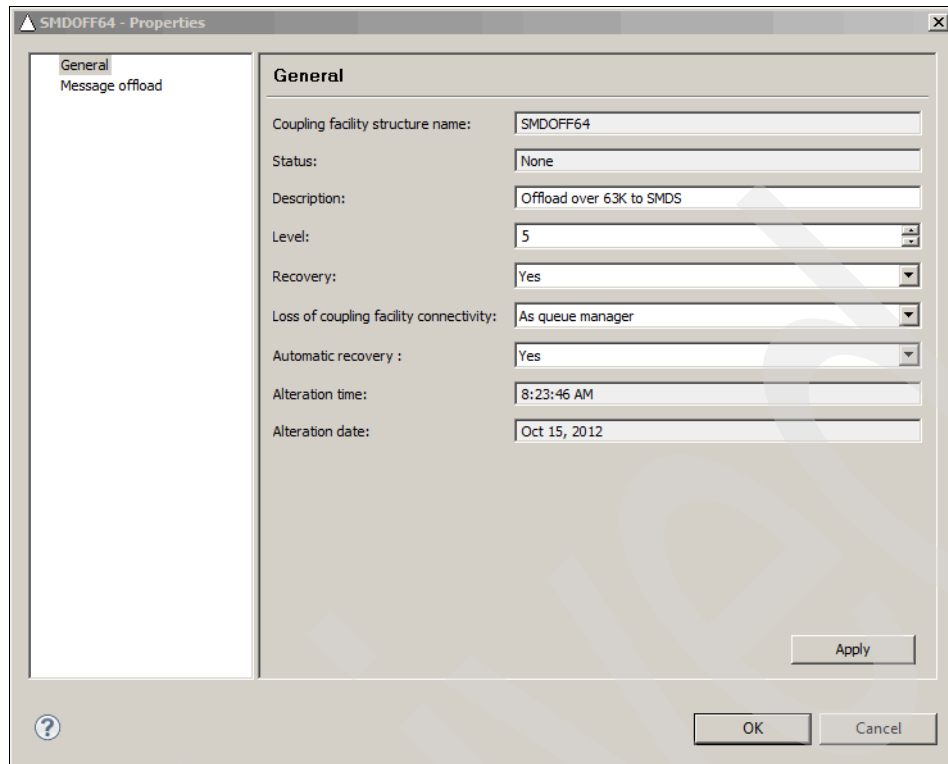 SMDOFF64 - Properties
General
Message offload
General
Coupling facility structure name: SMDOFF64
Status: None
Description: Offload over 63K to SMDS
Level: 5
Recovery: Yes
Loss of coupling facility connectivity: As queue manager
Automatic recovery : Yes
Alteration time: 8:23:46 AM
Alteration date: Oct 15, 2012
Apply
?
OK
Cancel